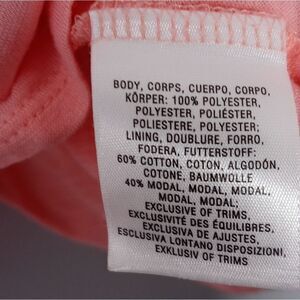 BODY, CORPS, CUERPO, CORPO,
KÖRPER: 100% POLYESTER,
POLYESTER, POLIÉSTER,
POLIESTERE, POLYESTER;
LINING, DOUBLURE, FORRO,
FODERA, FUTTERSTOFF:
60% COTTON, COTON, ALGODÓN,
COTONE, BAUMWOLLE
40% MODAL, MODAL, MODAL,
MODAL, MODAL;
EXCLUSIVE OF TRIMS
EXCLUSIVITÉ DES ÉQUILIBRES,
EXCLUSIVA DE AJUSTES,
ESCLUSIVA LONTANO DISPOSIZIONI,
EXKLUSIV OF TRIMS